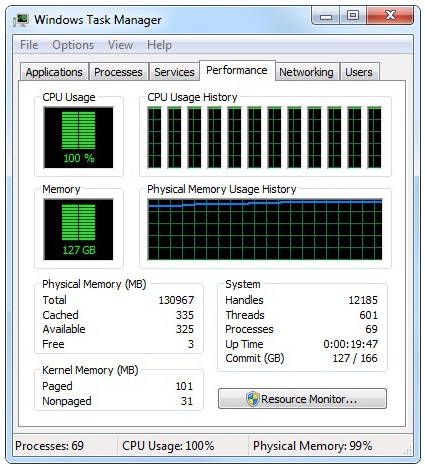 Windows Task Manager
File Options View Help
Applications Processes Services Performance Networking Users
CPU Usage
100 %
CPU Usage History
Memory
127 GB
Physical Memory Usage History
Physical Memory (MB)
Total 130967
Cached 335
Available 325
Free 3
System
Handles 12185
Threads 601
Processes 69
Up Time 0:00:19:47
Commit (GB) 127 / 166
Kernel Memory (MB)
Paged 101
Nonpaged 31
Resource Monitor...
Processes: 69 CPU Usage: 100% Physical Memory: 99%